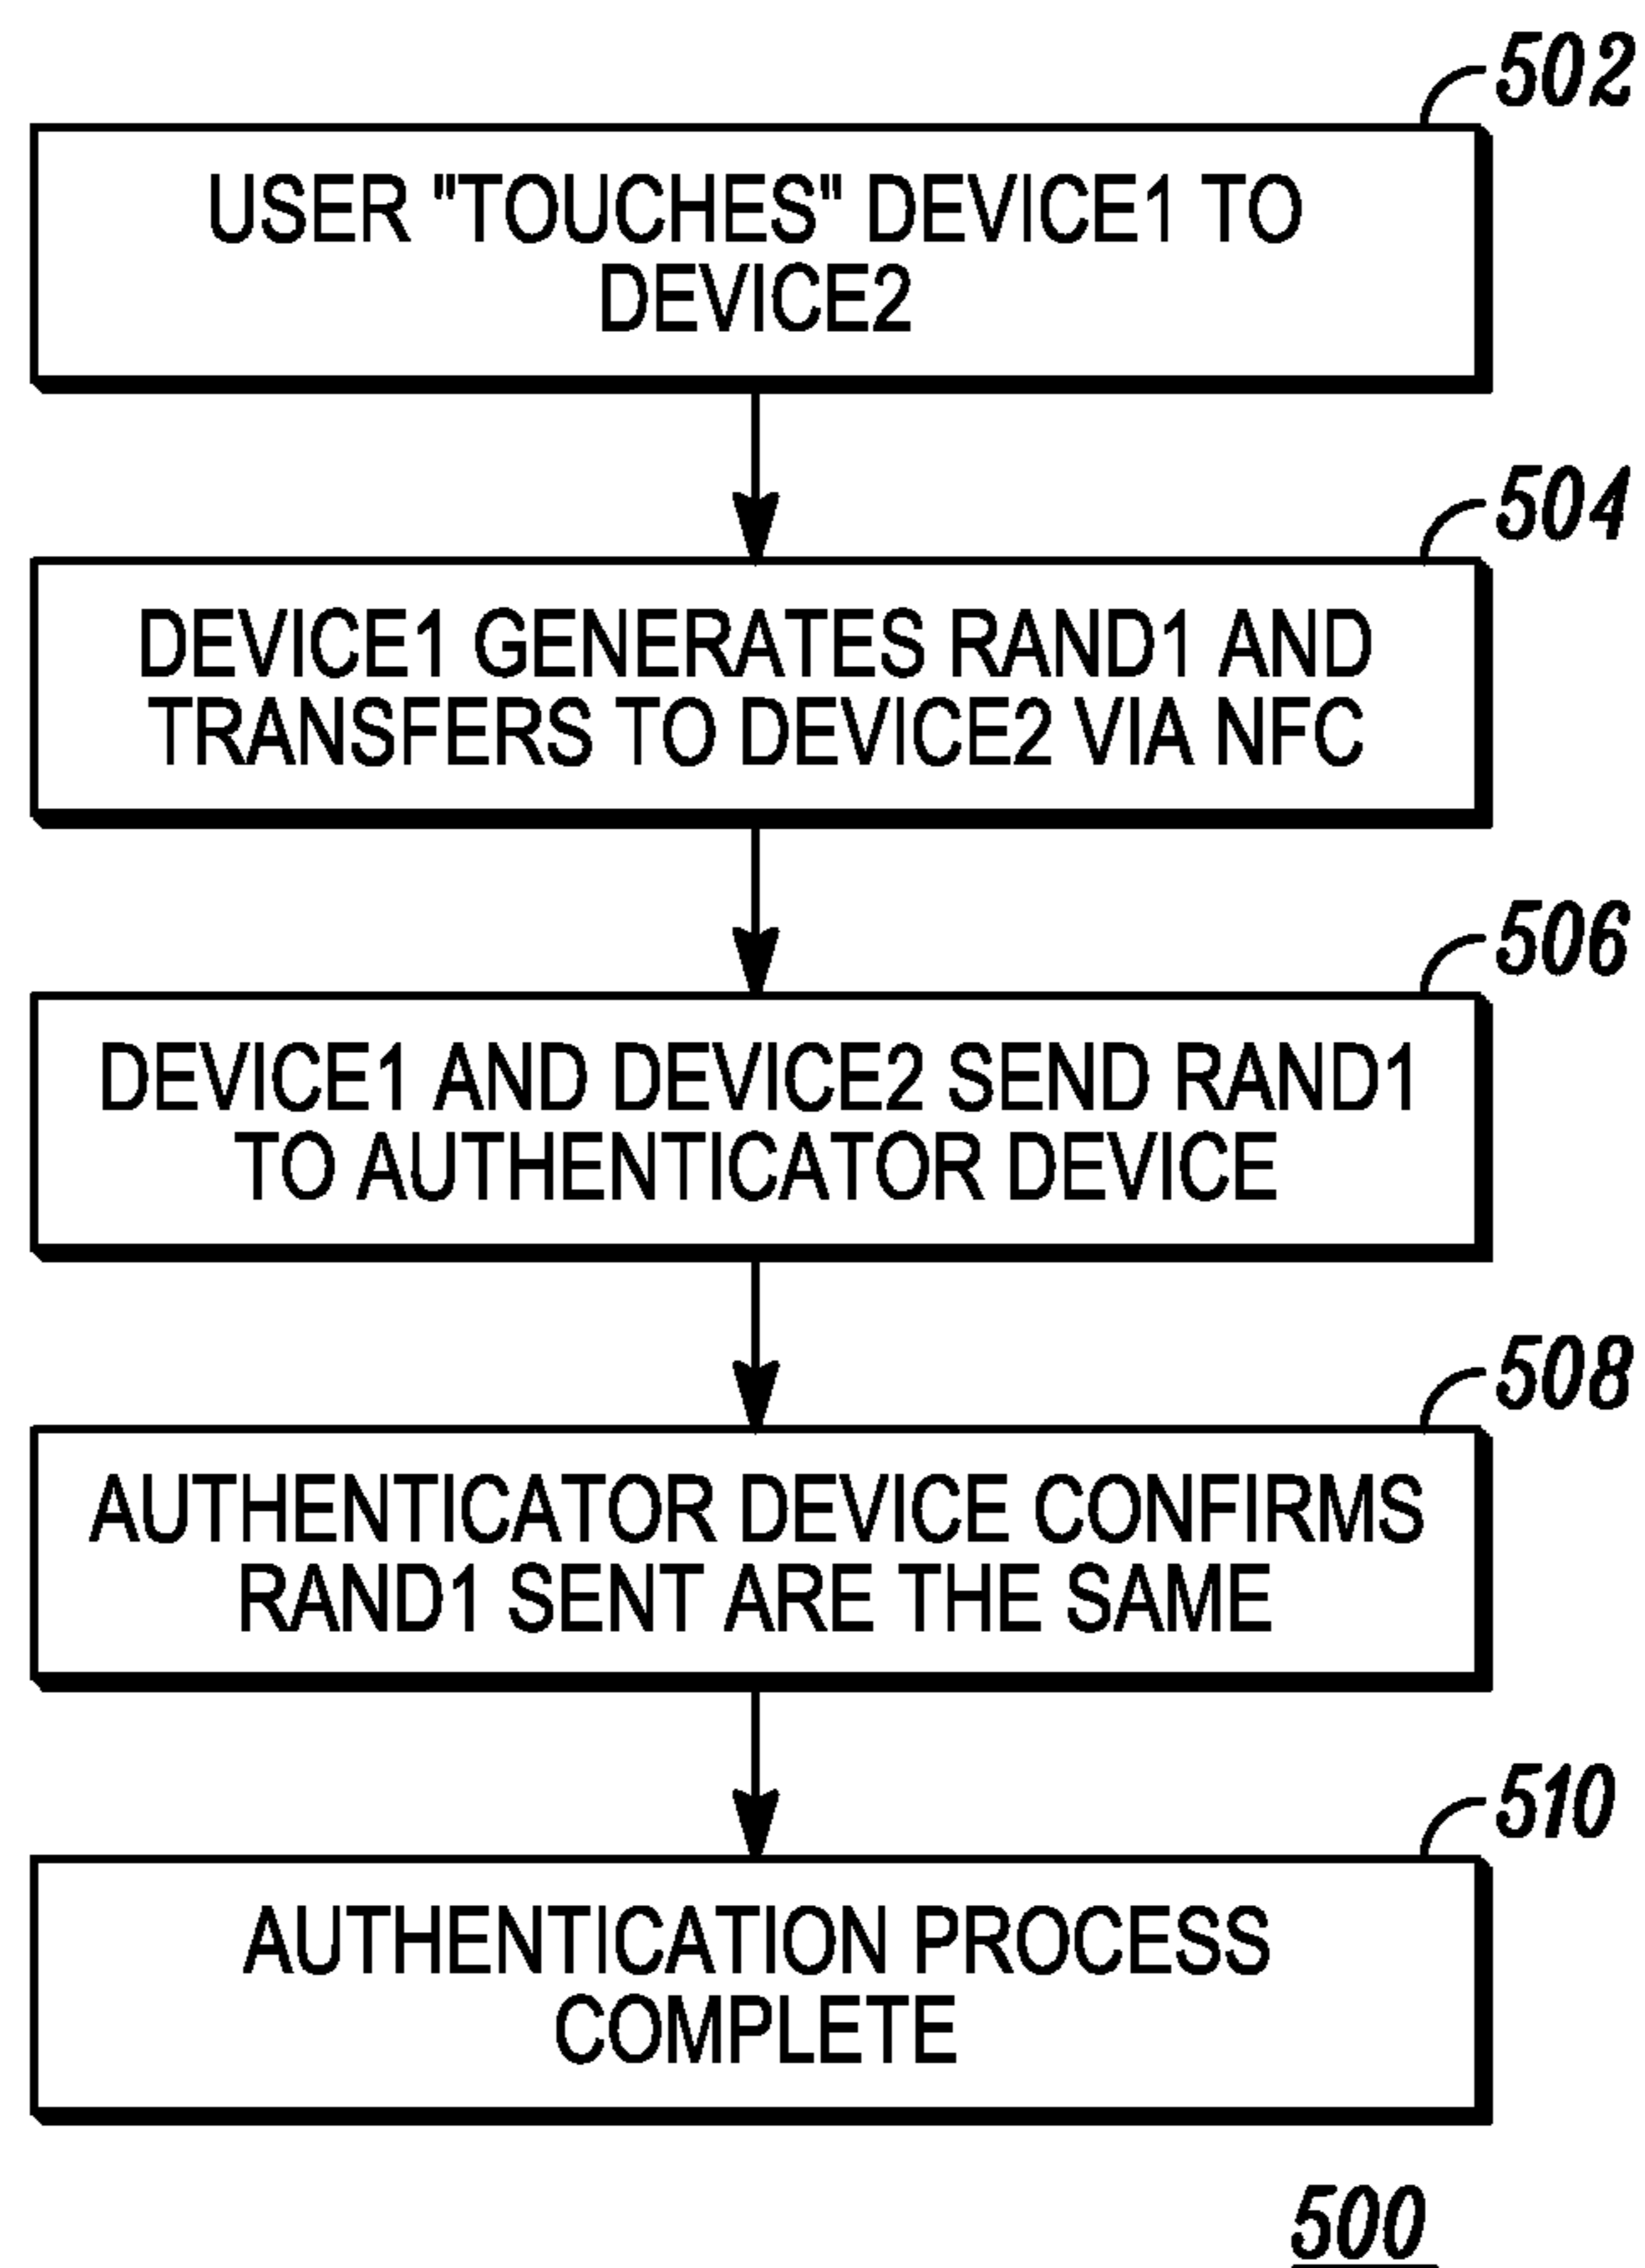 502
USER "TOUCHES" DEVICE1 TO
DEVICE2
504
DEVICE1 GENERATES RAND1 AND
TRANSFERS TO DEVICE2 VIA NFC
506
DEVICE1 AND DEVICE2 SEND RAND1
TO AUTHENTICATOR DEVICE
508
AUTHENTICATOR DEVICE CONFIRMS
RAND1 SENT ARE THE SAME
510
AUTHENTICATION PROCESS
COMPLETE
500